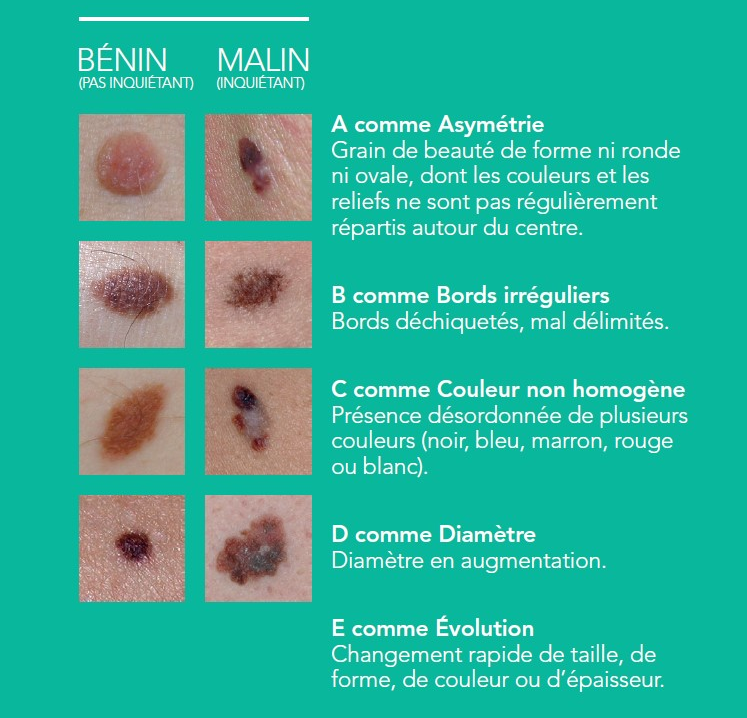 BÉNIN
(PAS INQUIÉTANT)
MALIN
(INQUIÉTANT)
A comme Asymétrie
Grain de beauté de forme ni ronde
ni ovale, dont les couleurs et les
reliefs ne sont pas régulièrement
répartis autour du centre.
B comme Bords irréguliers
Bords déchiquetés, mal délimités.
C comme Couleur non homogène
Présence désordonnée de plusieurs
couleurs (noir, bleu, marron, rouge
ou blanc).
D comme Diamètre
Diamètre en augmentation.
E comme Évolution
Changement rapide de taille, de
forme, de couleur ou d’épaisseur.